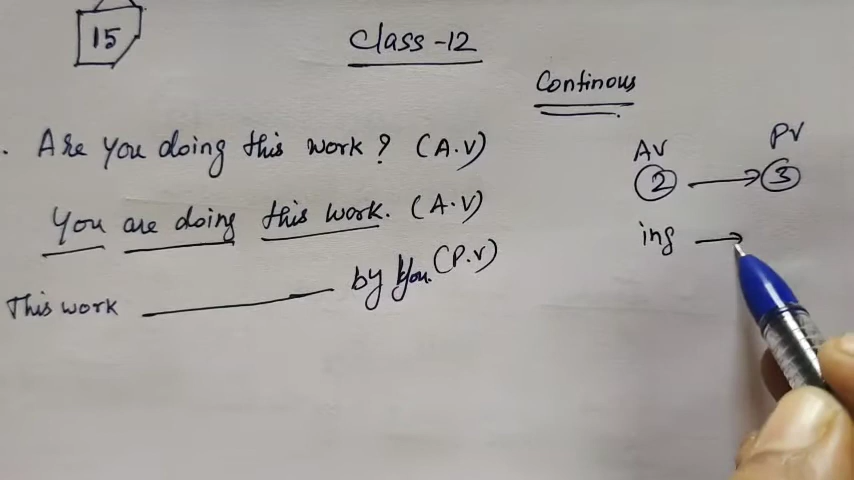 15
Class-12
Continous
. Are you doing this work? (A.V)
You are doing this work. (A.V)
This work ________ by you. (P.V)
AV PV
2 → 3
ing →